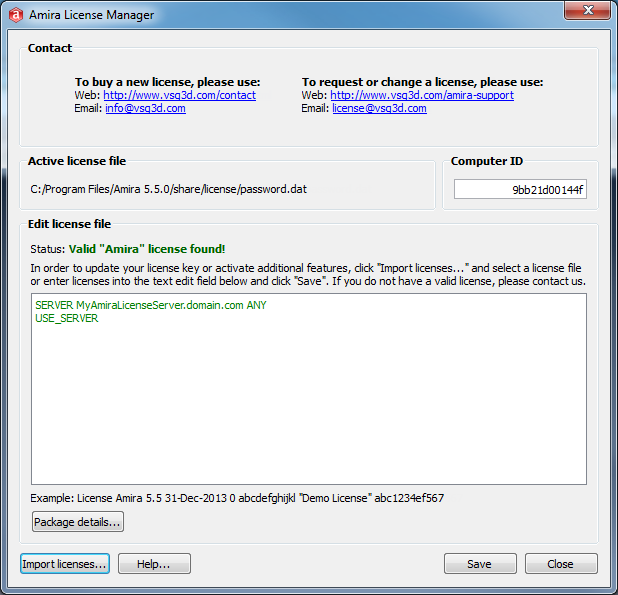 Amira License Manager
Contact
To buy a new license, please use:
Web: http://www.vsg3d.com/contact
Email: info@vsg3d.com
To request or change a license, please use:
Web: http://www.vsg3d.com/amira-support
Email: license@vsg3d.com
Active license file
C:/Program Files/Amira 5.5.0/share/license/password.dat
Computer ID
9bb21d00144f
Edit license file
Status: Valid "Amira" license found!
In order to update your license key or activate additional features, click "Import licenses..." and select a license file
or enter licenses into the text edit field below and click "Save". If you do not have a valid license, please contact us.
SERVER MyAmiraLicenseServer.domain.com ANY
USE_SERVER
Example: License Amira 5.5 31-Dec-2013 0 abcdefghijkl "Demo License" abc1234ef567
Package details...
Import licenses...
Help...
Save
Close